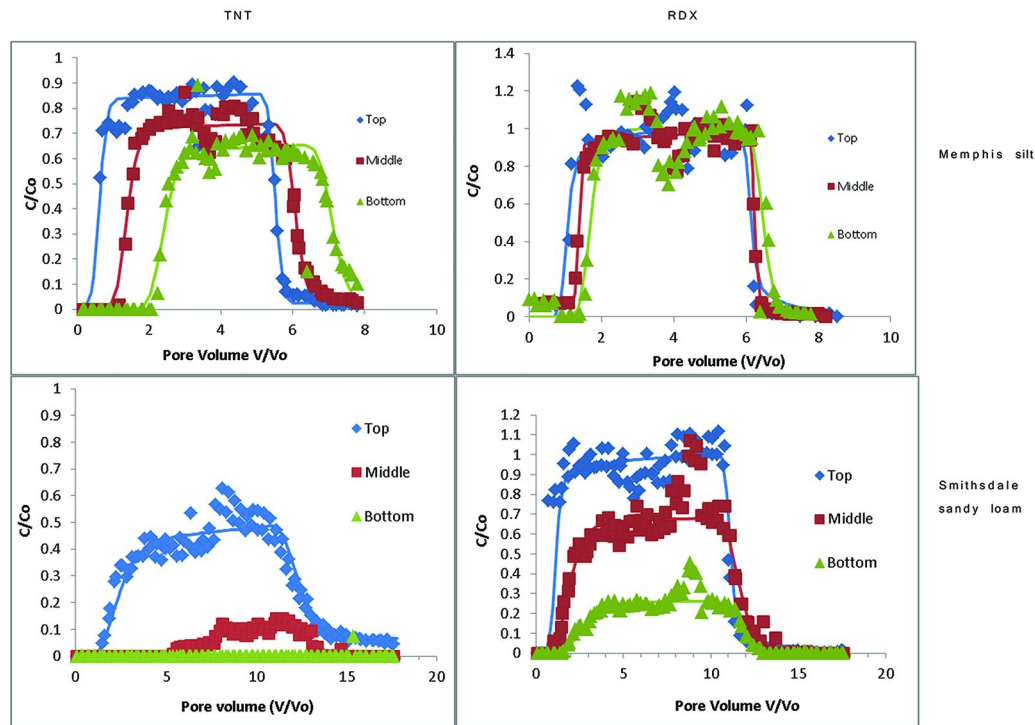 TNT
RDX
1
0.9
0.8
0.7
0.6
0.5
0.4
0.3
0.2
0.1
0
C/Co
0
2
4
6
8
10
Pore Volume V/Vo
Top
Middle
Bottom
1.4
1.2
1
0.8
0.6
0.4
0.2
0
C/Co
0
2
4
6
8
10
Pore volume (V/Vo)
Top
Middle
Bottom
Memphis silt
1
0.9
0.8
0.7
0.6
0.5
0.4
0.3
0.2
0.1
0
C/Co
0
5
10
15
20
Pore volume (V/Vo)
Top
Middle
Bottom
1.2
1.1
1
0.9
0.8
0.7
0.6
0.5
0.4
0.3
0.2
0.1
0
C/Co
0
5
10
15
20
Pore Volume V/Vo
Top
Middle
Bottom
Smithsdale
sandy loam